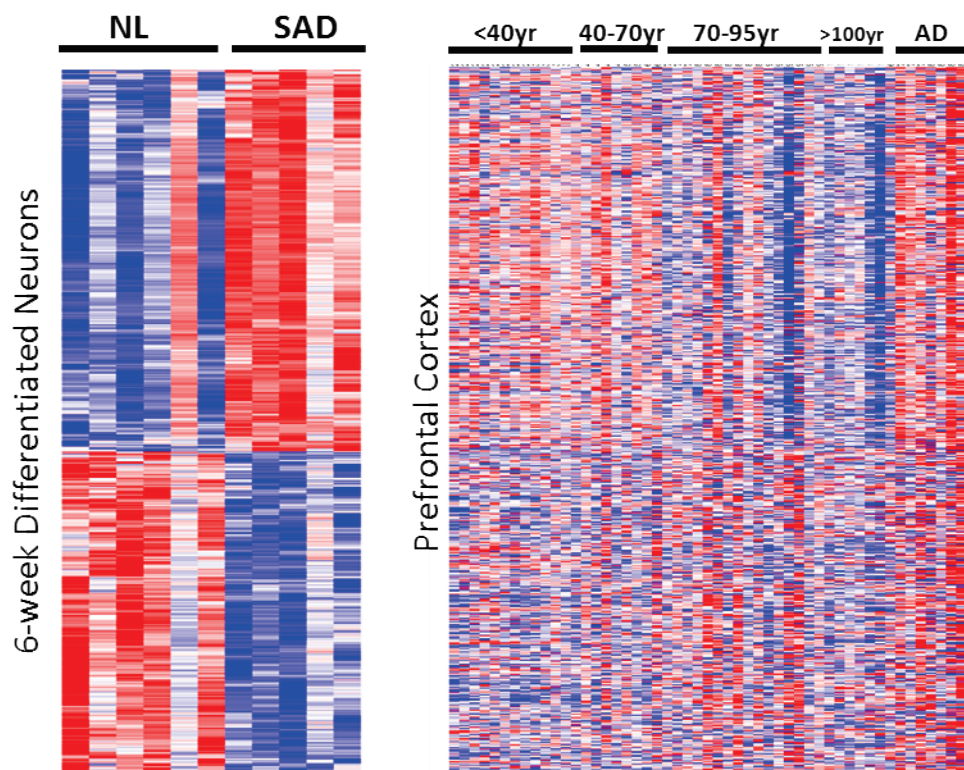 NL
SAD
6-week Differentiated Neurons
<40yr
40-70yr
70-95yr
>100yr
AD
Prefrontal Cortex